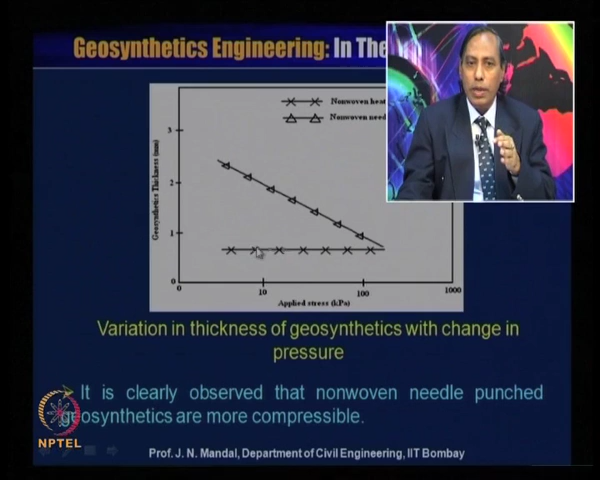 Geosynthetics Engineering: In The
Nonwoven heat
Nonwoven need
Geosynthetics Thickness (mm)
3
2
1
0
0
10
100
1000
Applied stress (kPa)
Variation in thickness of geosynthetics with change in
pressure
It is clearly observed that nonwoven needle punched
geosynthetics are more compressible.
NPTEL
Prof. J. N. Mandal, Department of Civil Engineering, IIT Bombay